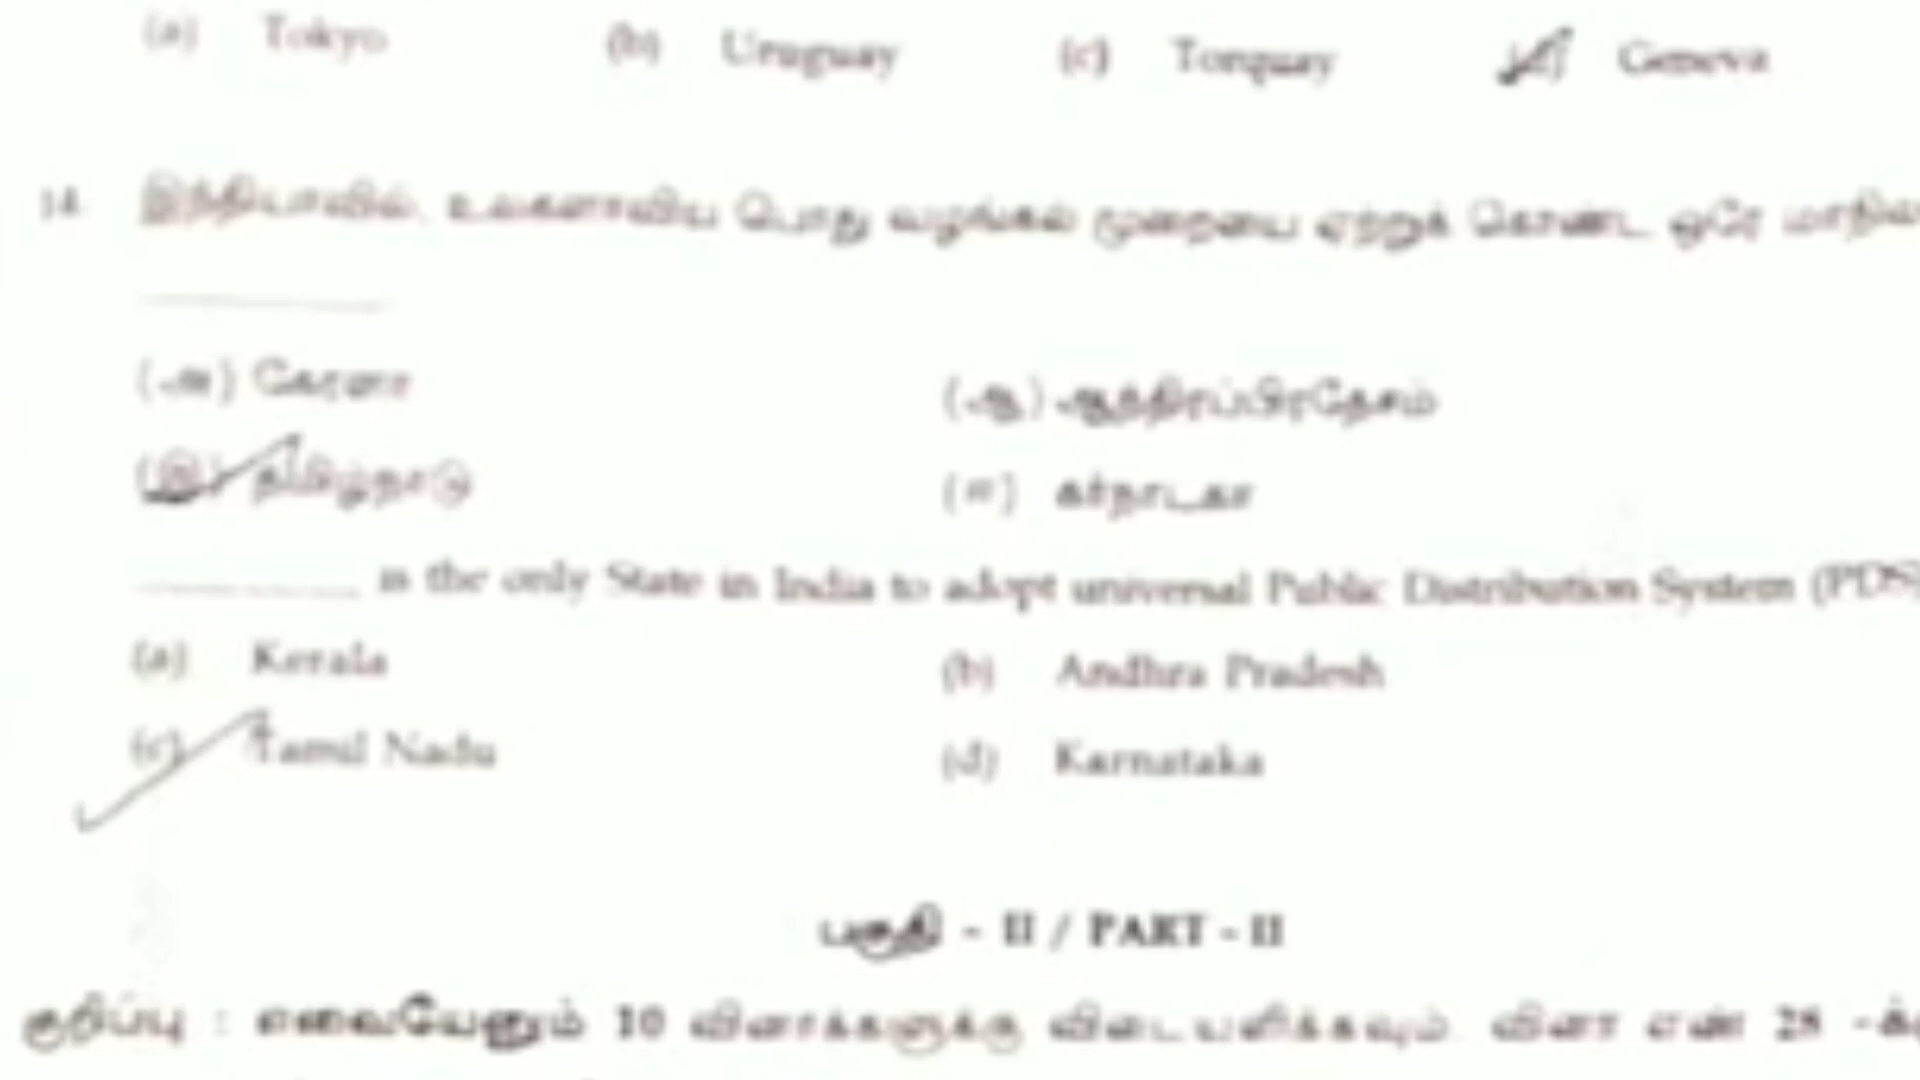 (a) Tokyo (b) Uruguay (c) Torquay (d) Geneva
14. இந்தியாவில், உலகளாவிய பொது வழங்கல் முறையை ஏற்றுக் கொண்ட ஒரே
(அ) கேரளா (ஆ) ஆந்திரப்பிரதேசம்
(இ) தமிழ்நாடு (ஈ) கர்நாடகா
is the only State in India to adopt universal Public Distribution System (PDS)
(a) Kerala (b) Andhra Pradesh
(c) Tamil Nadu (d) Karnataka
பகுதி - II / PART - II
குறிப்பு : எவையேனும் 10 வினாக்களுக்கு விடையளிக்கவும். வினா எண் 28